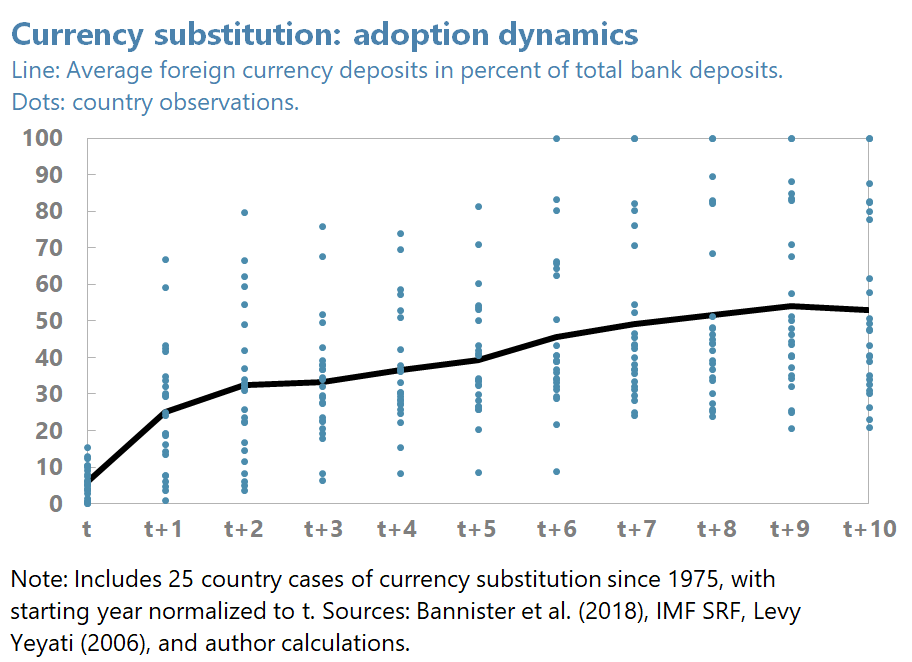 Currency substitution: adoption dynamics
Line: Average foreign currency deposits in percent of total bank deposits.
Dots: country observations.
100
90
80
70
60
50
40
30
20
10
0
t t+1 t+2 t+3 t+4 t+5 t+6 t+7 t+8 t+9 t+10
Note: Includes 25 country cases of currency substitution since 1975, with
starting year normalized to t. Sources: Bannister et al. (2018), IMF SRF, Levy
Yeyati (2006), and author calculations.